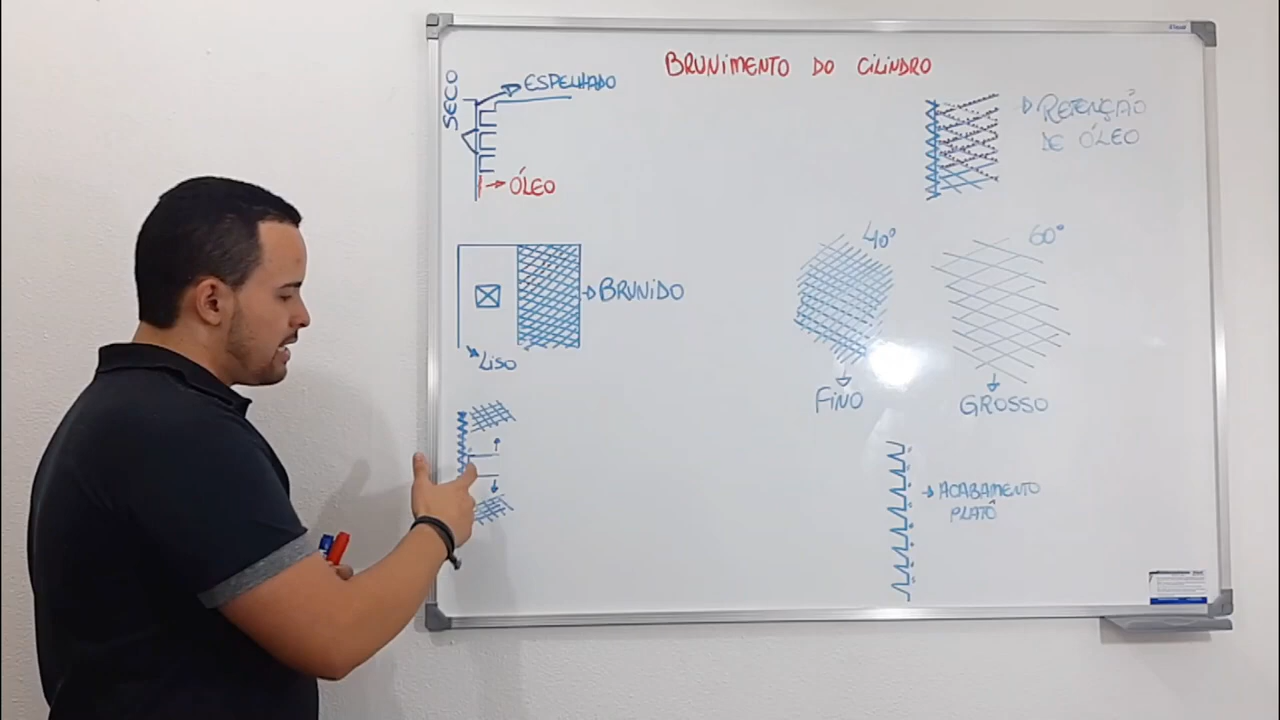 BRUNIMENTO DO CILINDRO
SECO
ESPELHADO
ÓLEO
RETENÇÃO
DE ÓLEO
BRUNIDO
LISO
40°
60°
FINO
GROSSO
ACABAMENTO
PLATÔ